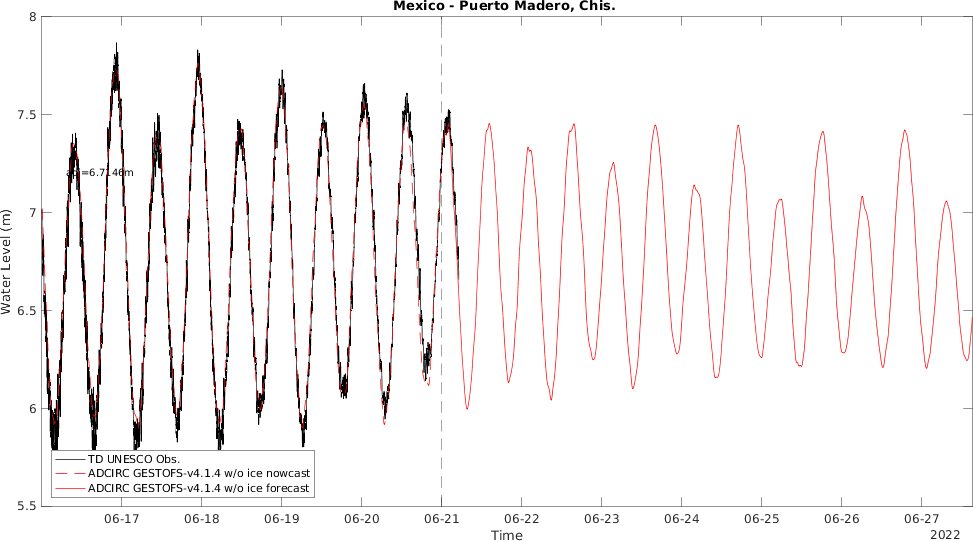 Mexico - Puerto Madero, Chis.
8
7.5
7
6.5
6
5.5
Water Level (m)
=6.7146m
TD UNESCO Obs.
ADCIRC GESTOFS-v4.1.4 w/o ice nowcast
ADCIRC GESTOFS-v4.1.4 w/o ice forecast
06-17 06-18 06-19 06-20 06-21 06-22 06-23 06-24 06-25 06-26 06-27
Time
2022